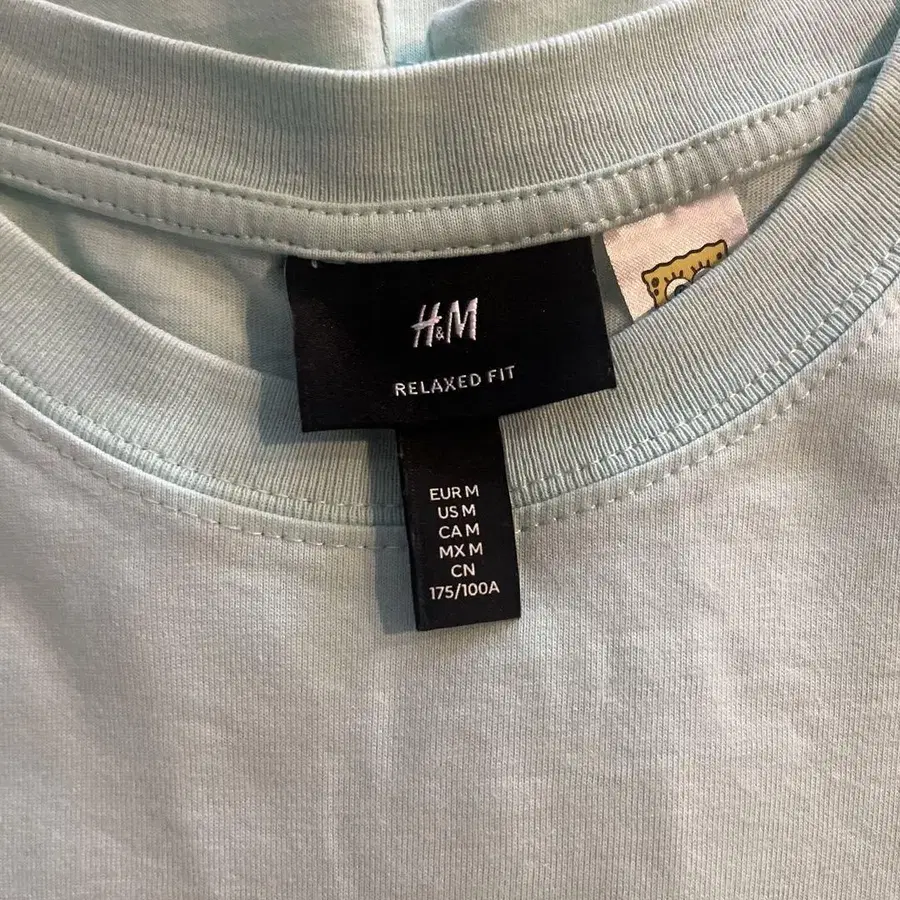 H&M
RELAXED FIT
EUR M
US M
CA M
MX M
CN
175/100A